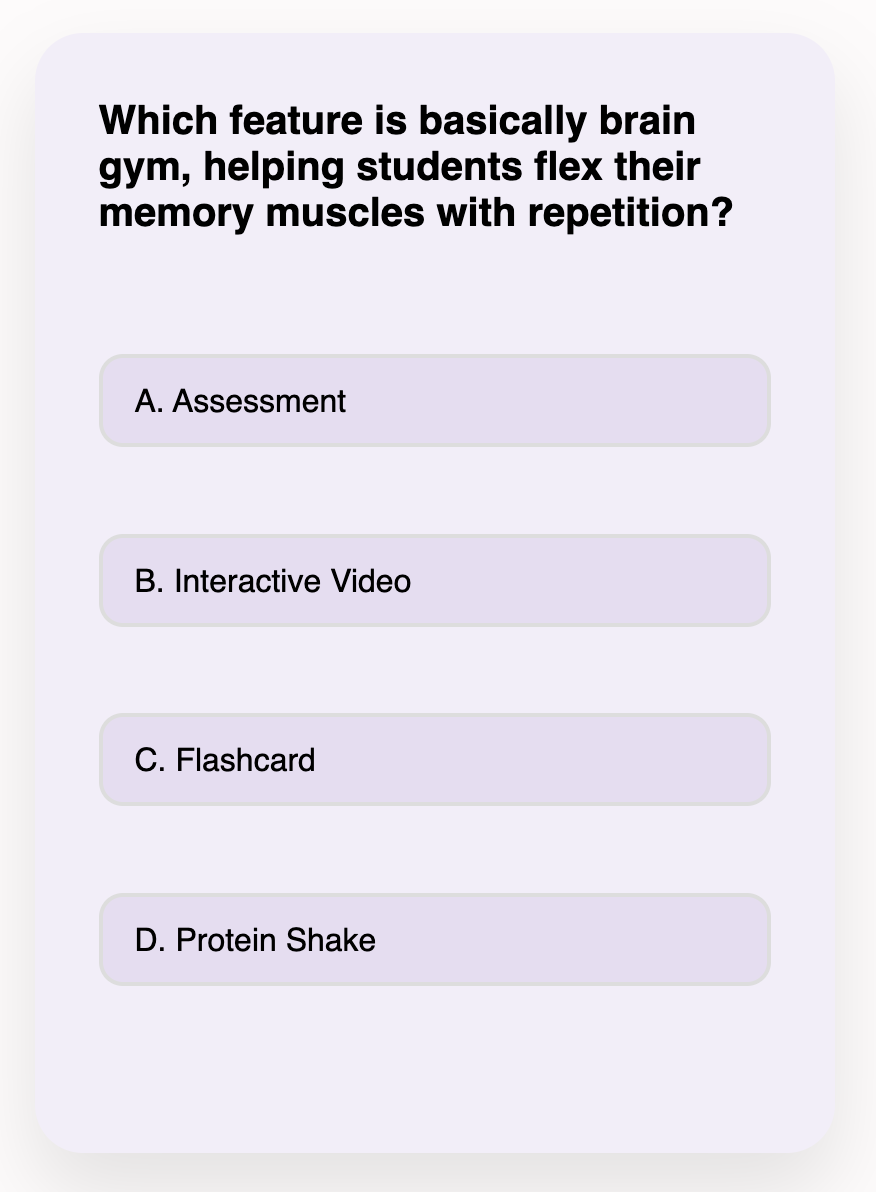 Which feature is basically brain
gym, helping students flex their
memory muscles with repetition?
A. Assessment
B. Interactive Video
C. Flashcard
D. Protein Shake